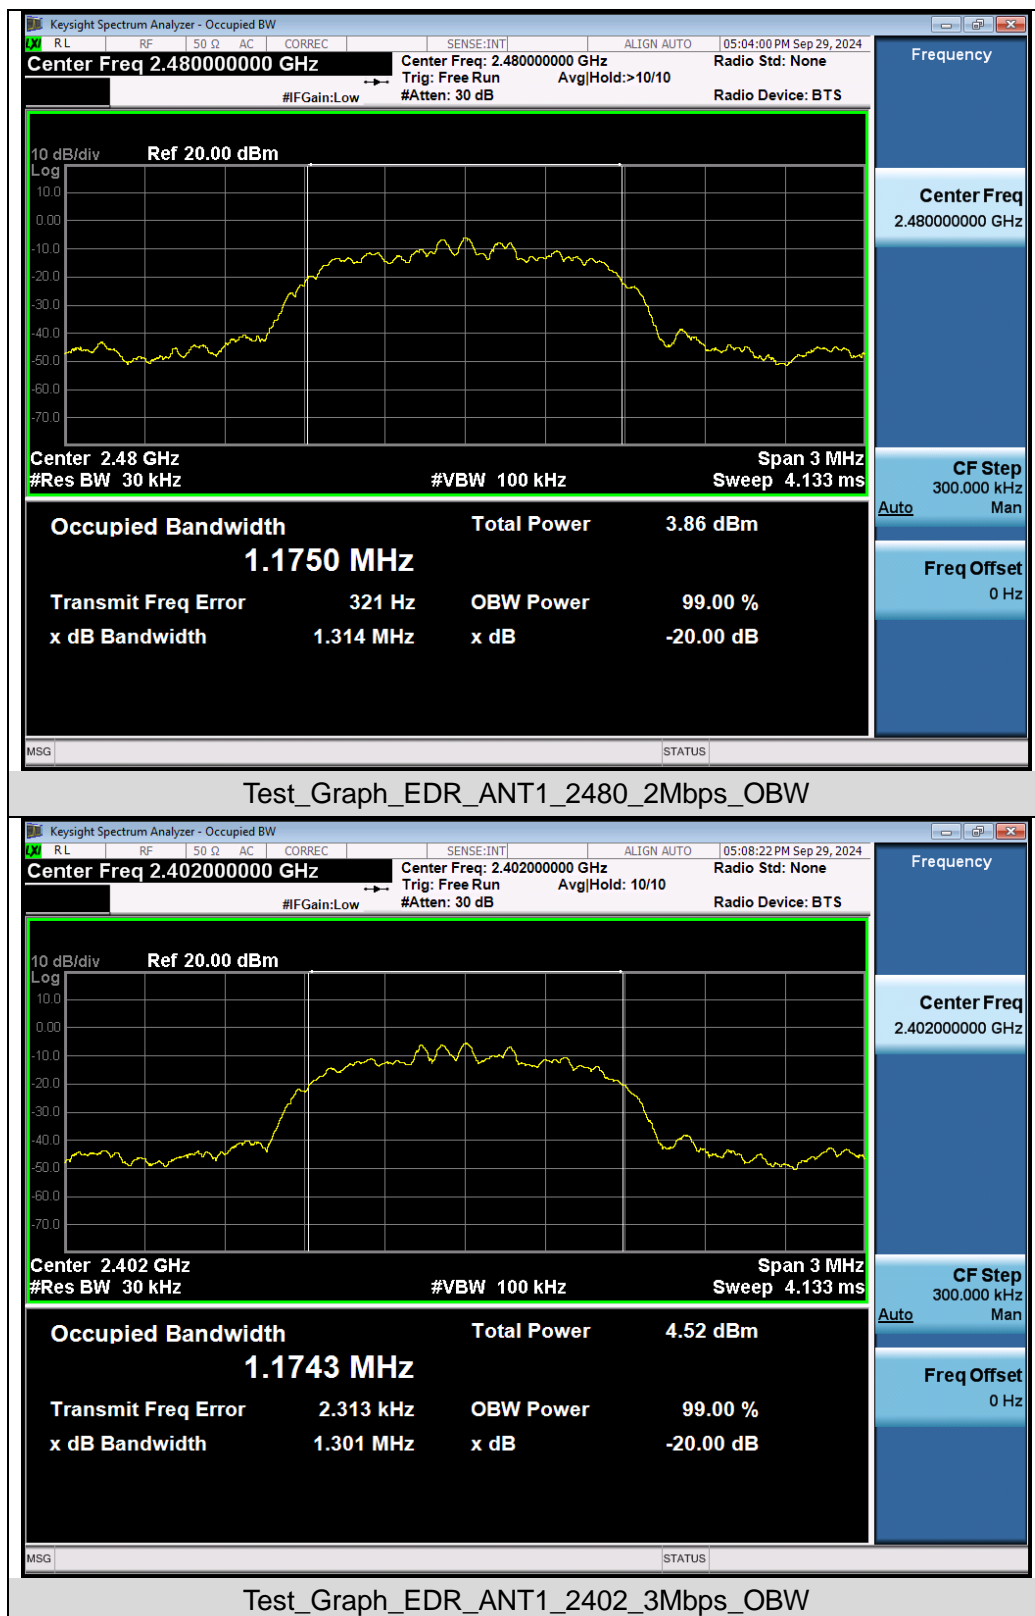 Keysight Spectrum Analyzer - Occupied BW
LXI RL RF 50 Ω AC CORREC SENSE:INT ALIGN AUTO 05:04:00 PM Sep 29, 2024
Center Freq 2.480000000 GHz
Center Freq: 2.480000000 GHz Radio Std: None
Trig: Free Run Avg|Hold:>10/10
#IFGain:Low #Atten: 30 dB Radio Device: BTS
10 dB/div Ref 20.00 dBm
Log
10.0
0.00
-10.0
-20.0
-30.0
-40.0
-50.0
-60.0
-70.0
Center 2.48 GHz Span 3 MHz
#Res BW 30 kHz #VBW 100 kHz Sweep 4.133 ms
Occupied Bandwidth Total Power 3.86 dBm
1.1750 MHz
Transmit Freq Error 321 Hz OBW Power 99.00 %
x dB Bandwidth 1.314 MHz x dB -20.00 dB
MSG STATUS
Frequency
Center Freq
2.480000000 GHz
CF Step
300.000 kHz
Auto Man
Freq Offset
0 Hz
Test_Graph_EDR_ANT1_2480_2Mbps_OBW
Keysight Spectrum Analyzer - Occupied BW
LXI RL RF 50 Ω AC CORREC SENSE:INT ALIGN AUTO 05:08:22 PM Sep 29, 2024
Center Freq 2.402000000 GHz
Center Freq: 2.402000000 GHz Radio Std: None
Trig: Free Run Avg|Hold: 10/10
#IFGain:Low #Atten: 30 dB Radio Device: BTS
10 dB/div Ref 20.00 dBm
Log
10.0
0.00
-10.0
-20.0
-30.0
-40.0
-50.0
-60.0
-70.0
Center 2.402 GHz Span 3 MHz
#Res BW 30 kHz #VBW 100 kHz Sweep 4.133 ms
Occupied Bandwidth Total Power 4.52 dBm
1.1743 MHz
Transmit Freq Error 2.313 kHz OBW Power 99.00 %
x dB Bandwidth 1.301 MHz x dB -20.00 dB
MSG STATUS
Frequency
Center Freq
2.402000000 GHz
CF Step
300.000 kHz
Auto Man
Freq Offset
0 Hz
Test_Graph_EDR_ANT1_2402_3Mbps_OBW